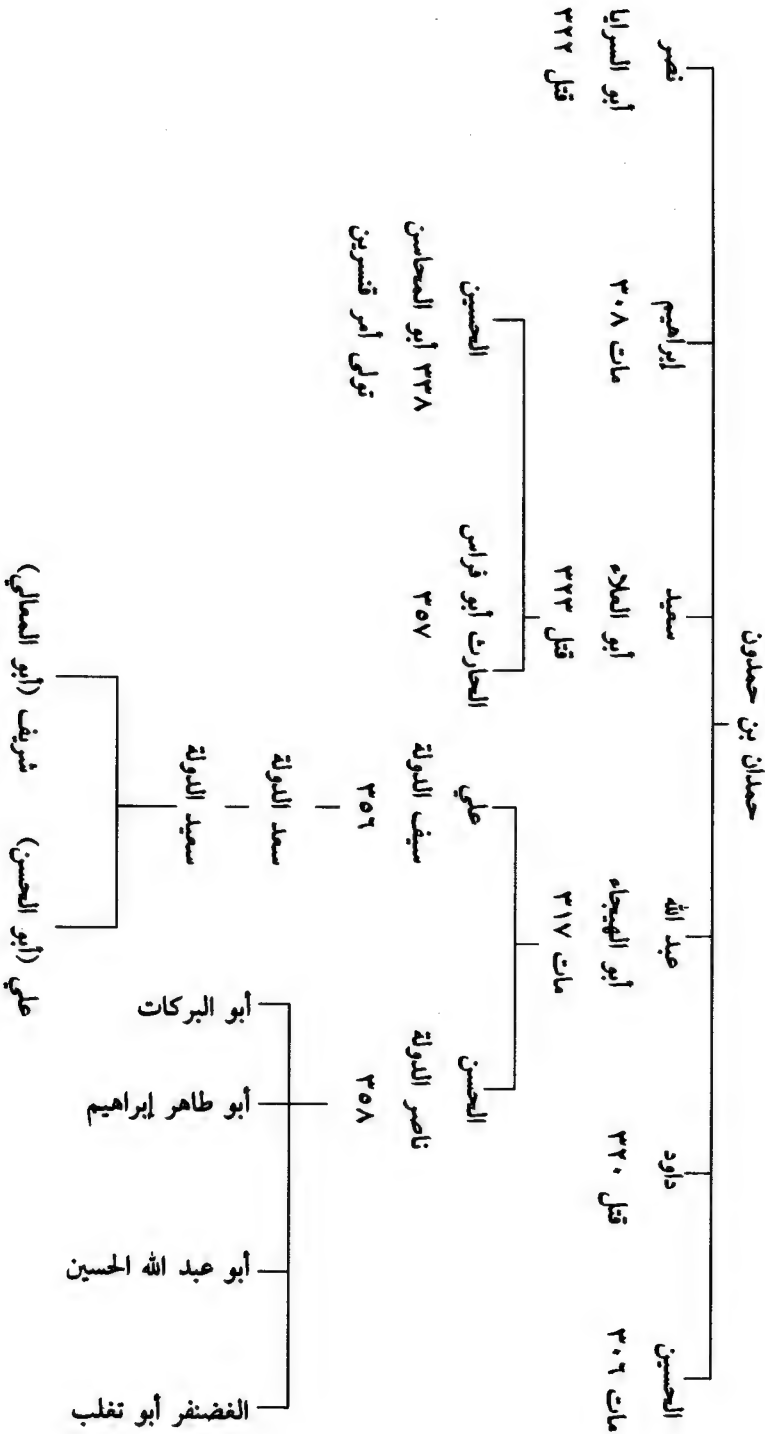 حمدان بن حمدون
الحسين
مات ٣٠٦
داود
قتل ٣٢٠
عبد الله
أبو الهيجاء
مات ٣١٧
سعيد
أبو العلاء
قتل ٣٢٣
إبراهيم
مات ٣٠٨
نصر
أبو السرايا
قتل ٣٢٢
الحسن
ناصر الدولة
٣٥٨
علي
سيف الدولة
٣٥٦
سعد الدولة
سعيد الدولة
علي (أبو الحسن)
شريف (أبو المعالي)
الحارث أبو فراس
٣٥٧
الحسين
٣٣٨ أبو المحاسن
تولى أمر قنسرين
أبو البركات
أبو طاهر إبراهيم
أبو عبد الله الحسين
الغضنفر أبو تغلب